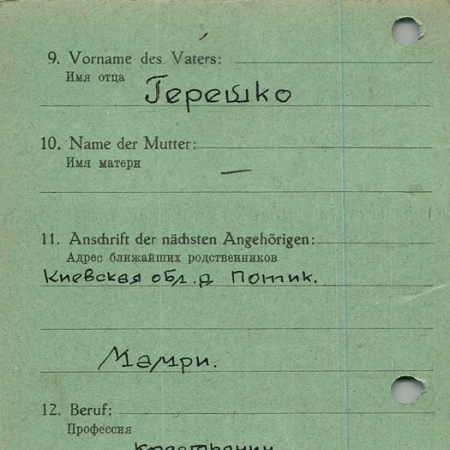 9. Vorname des Vaters:
Имя отца
Герешко
10. Name der Mutter:
Имя матери
—
11. Anschrift der nächsten Angehörigen:
Адрес ближайших родственников
Киевская обл. д Потик.
Мамри.
12. Beruf:
Профессия
крестьянин